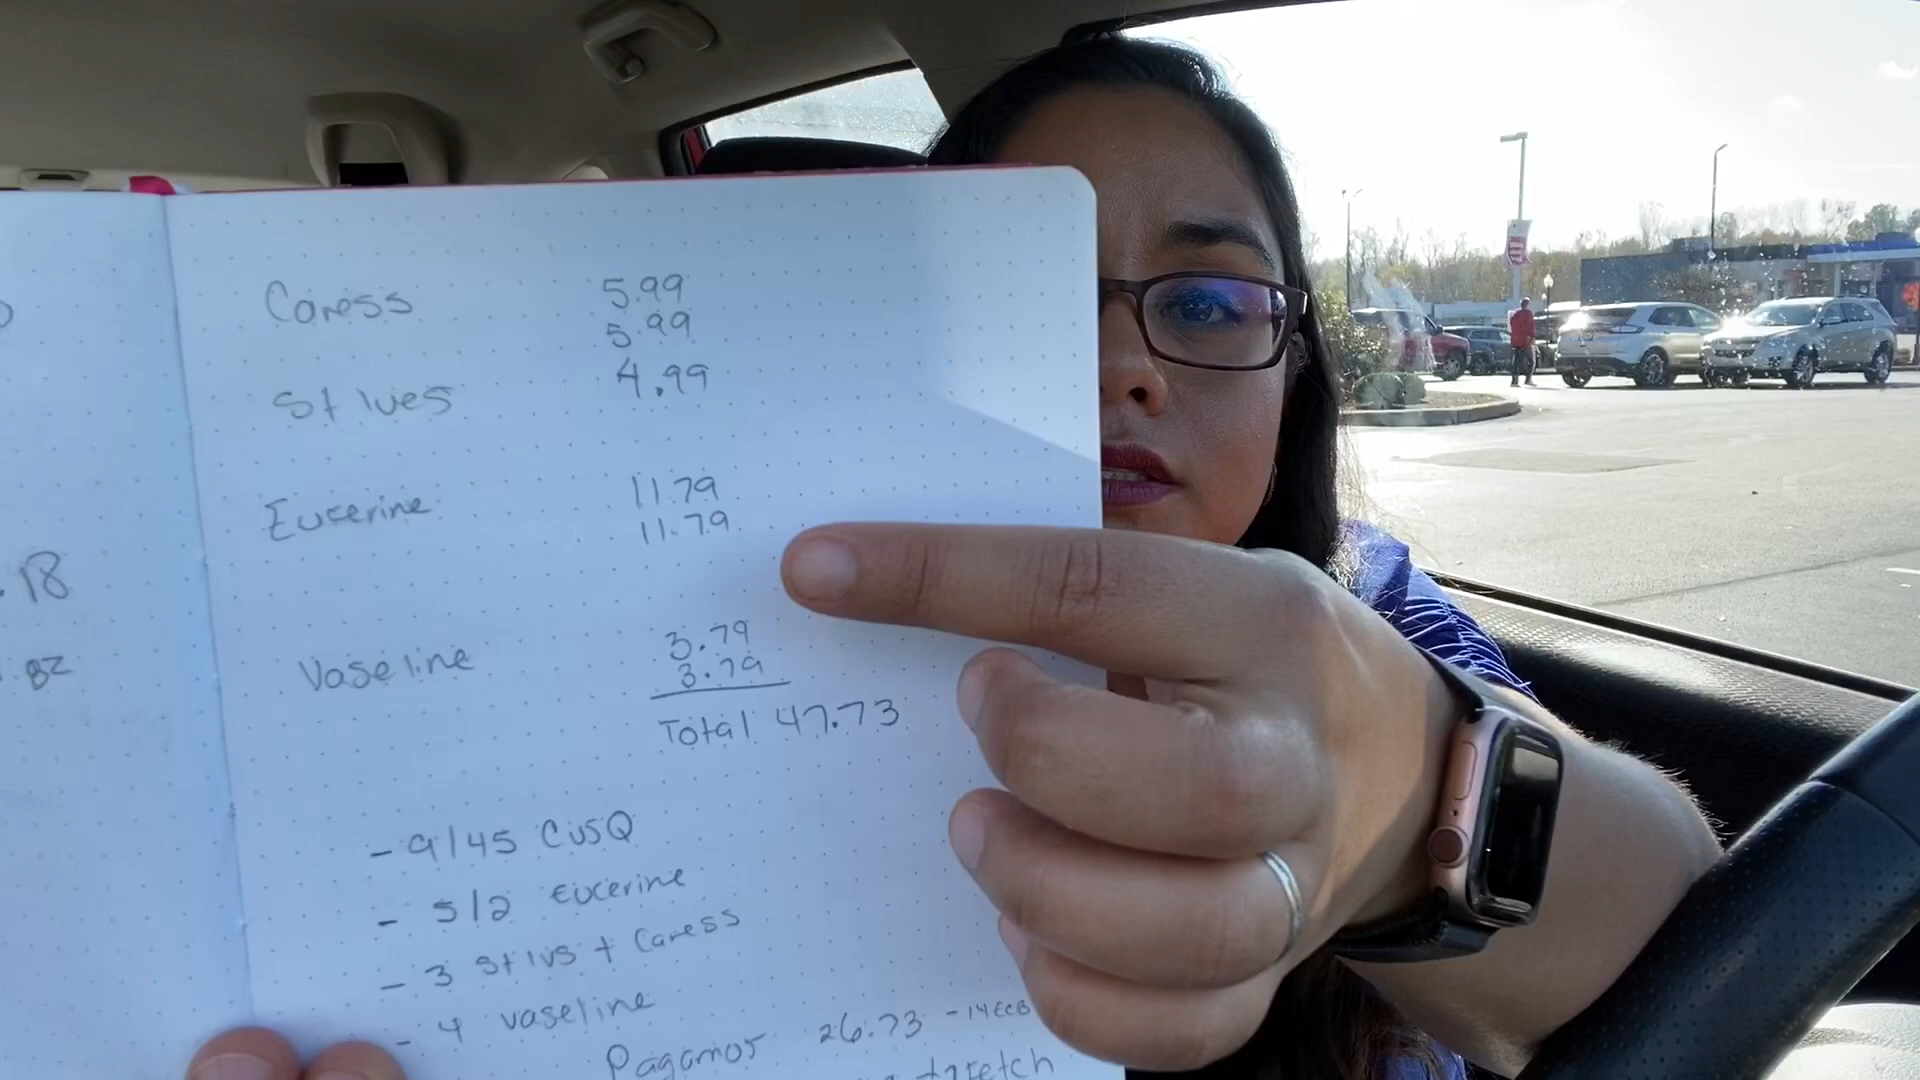 .18
.82
Caress 5.99
5.99
St Ives 4.99
Eucerine 11.79
11.79
Vaseline 3.79
3.79
Total 47.73
- 9/45 CVSQ
- 5/2 Eucerine
- 3 St Ivs + Caress
- 4 vaseline
Pagamos 26.73 - 14ECB